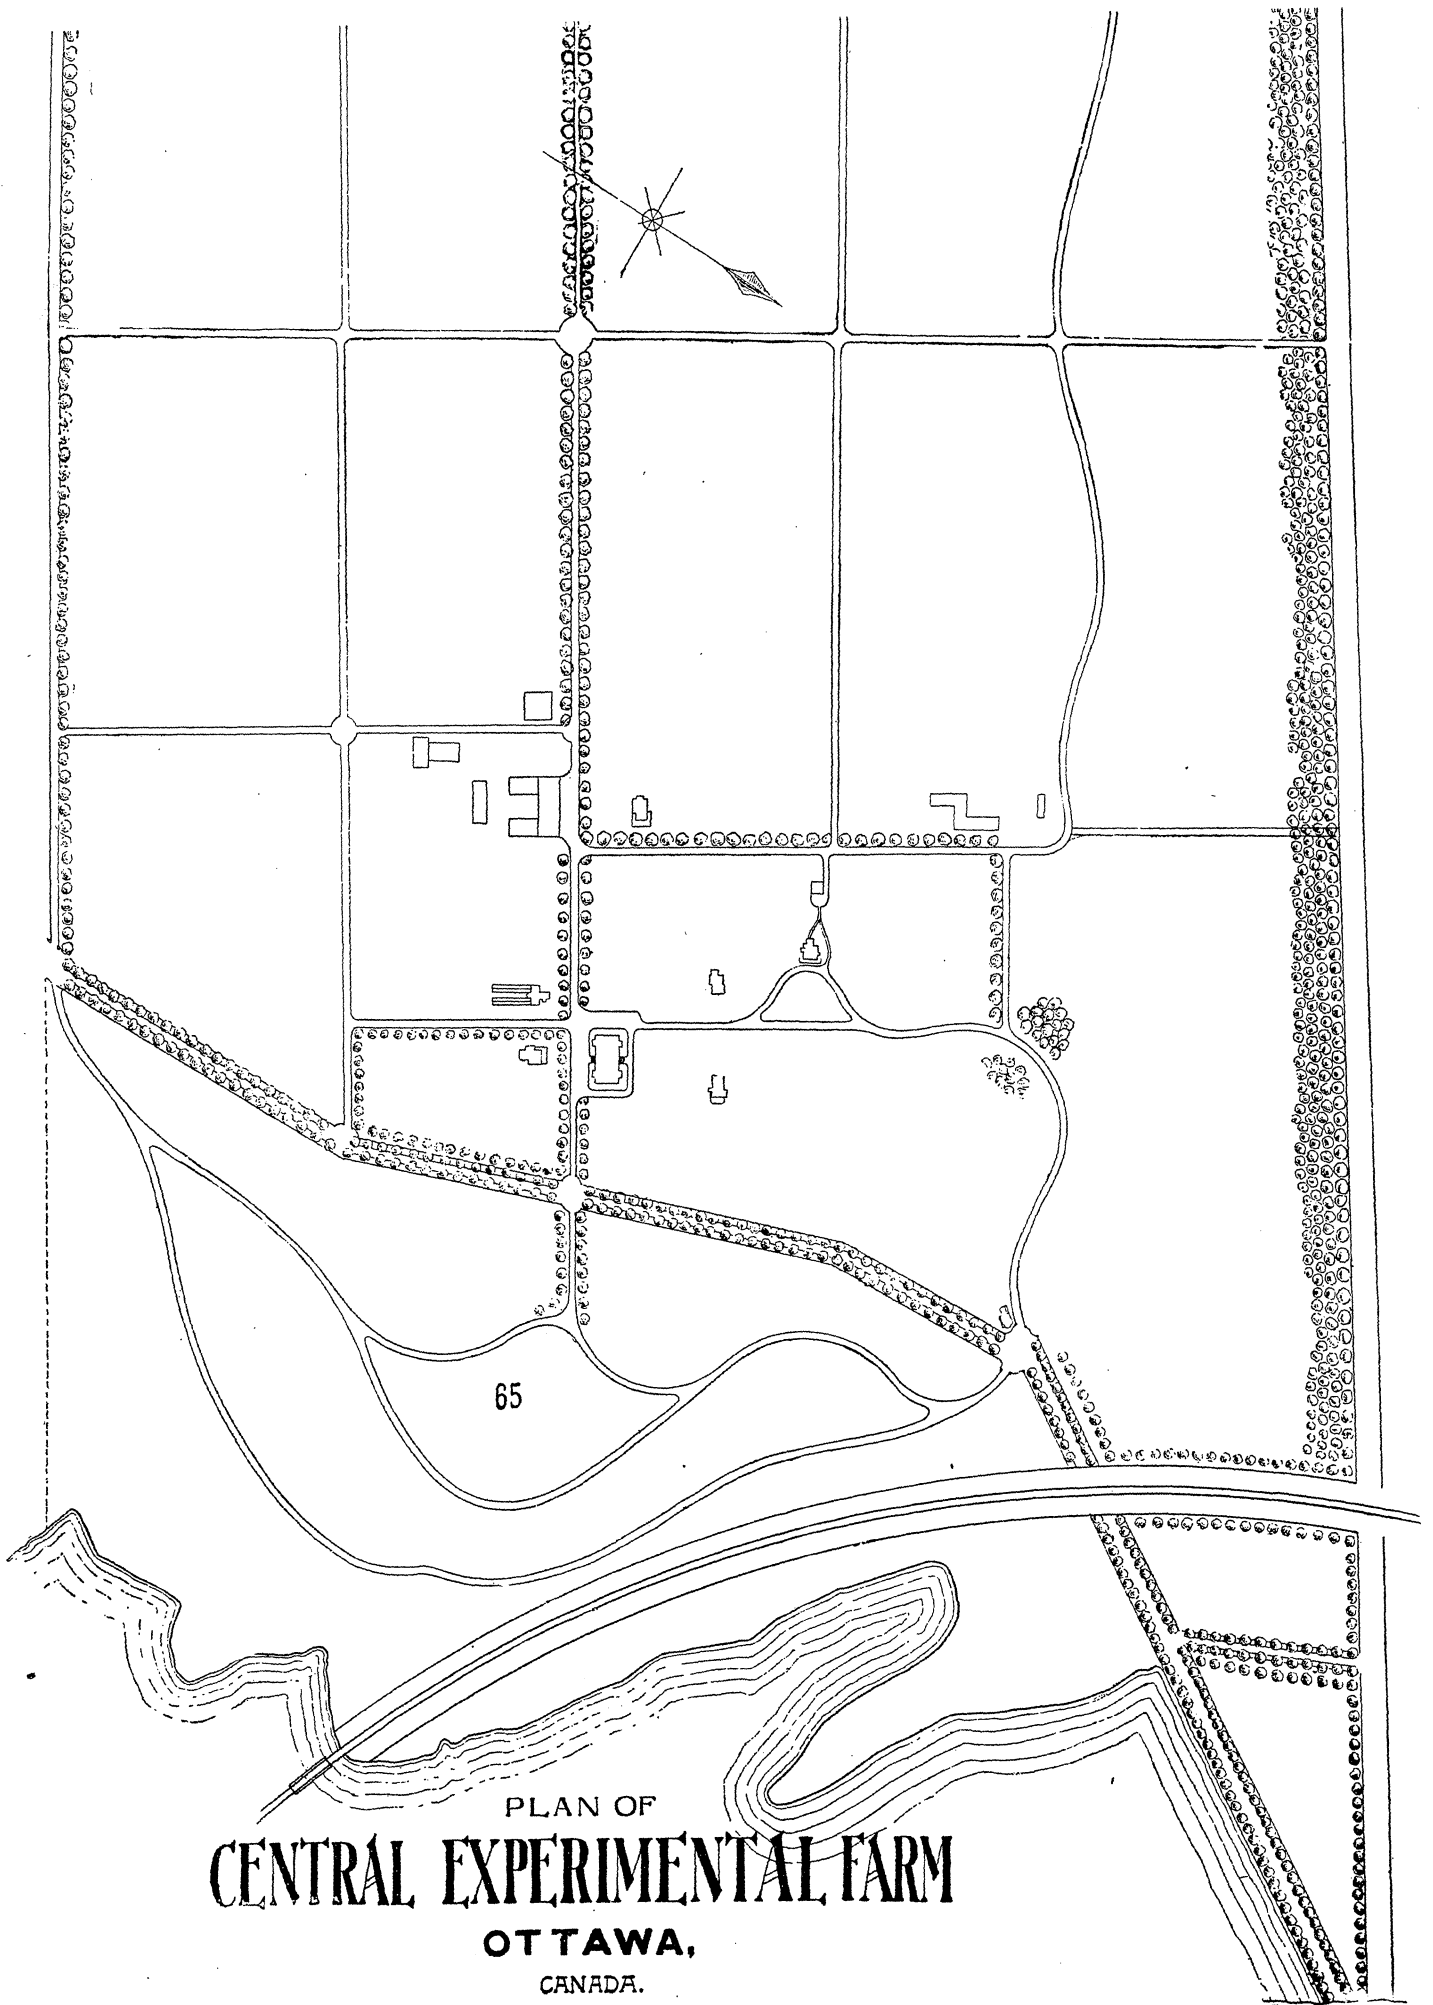 65
PLAN OF
CENTRAL EXPERIMENTAL FARM
OTTAWA,
CANADA.